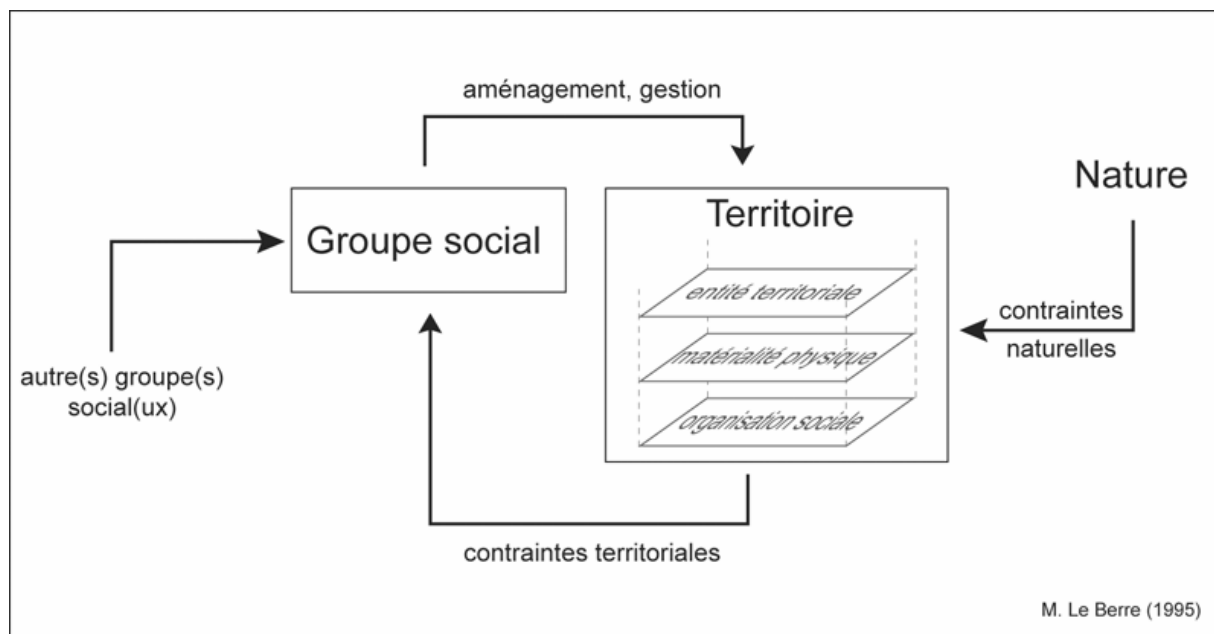 aménagement, gestion
Nature
Territoire
Groupe social
entité territoriale
contraintes
naturelles
matérialité physique
autre(s) groupe(s)
social(ux)
organisation sociale
contraintes territoriales
M. Le Berre (1995)